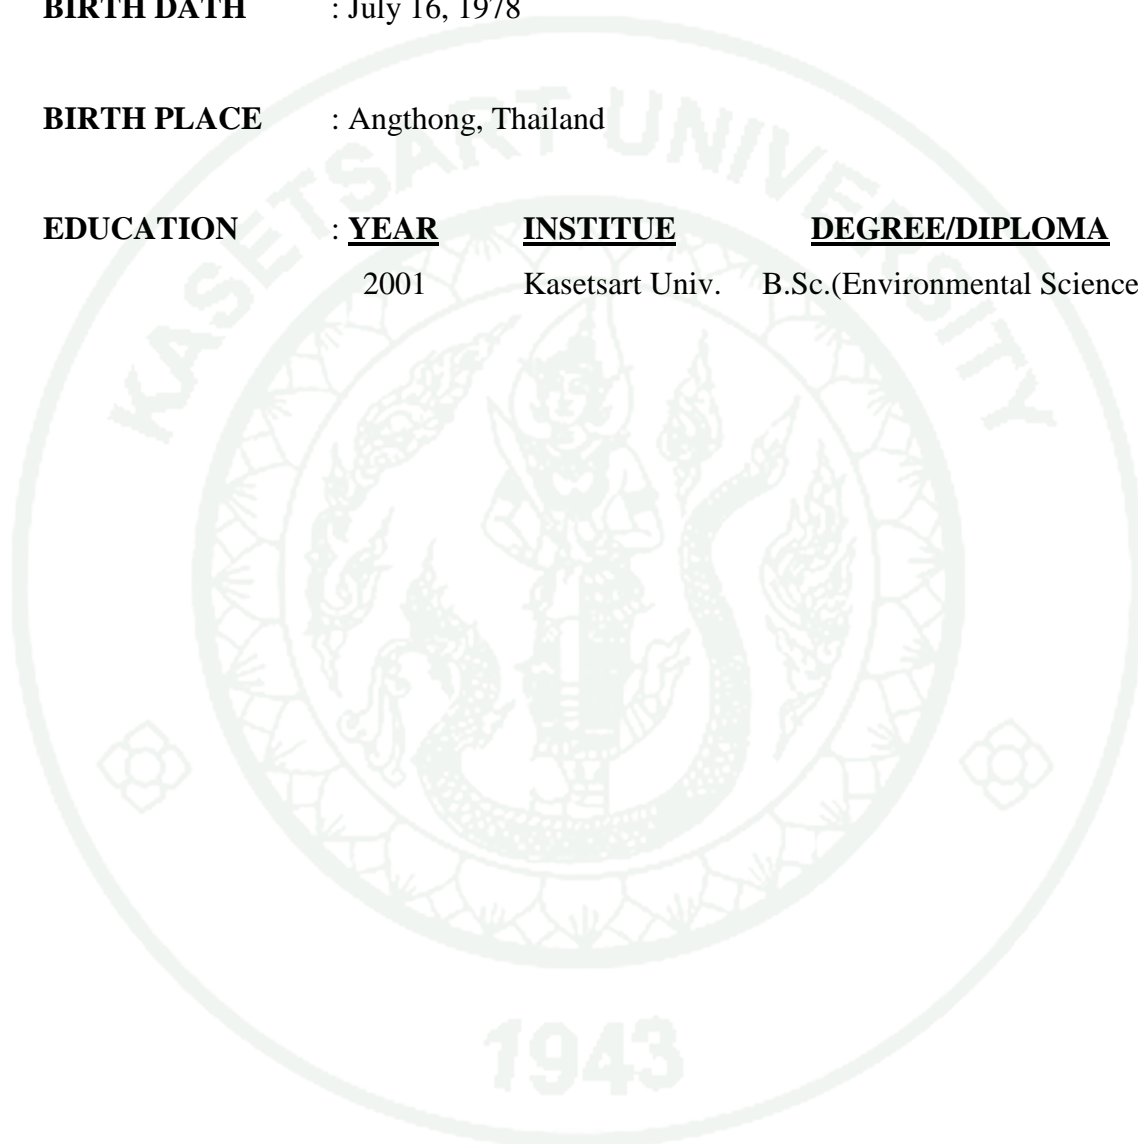 BIRTH DATH : July 16, 1978
BIRTH PLACE : Angthong, Thailand
EDUCATION : YEAR INSTITUE DEGREE/DIPLOMA
2001 Kasetsart Univ. B.Sc.(Environmental Science
KASETSART UNIVERSITY
1943